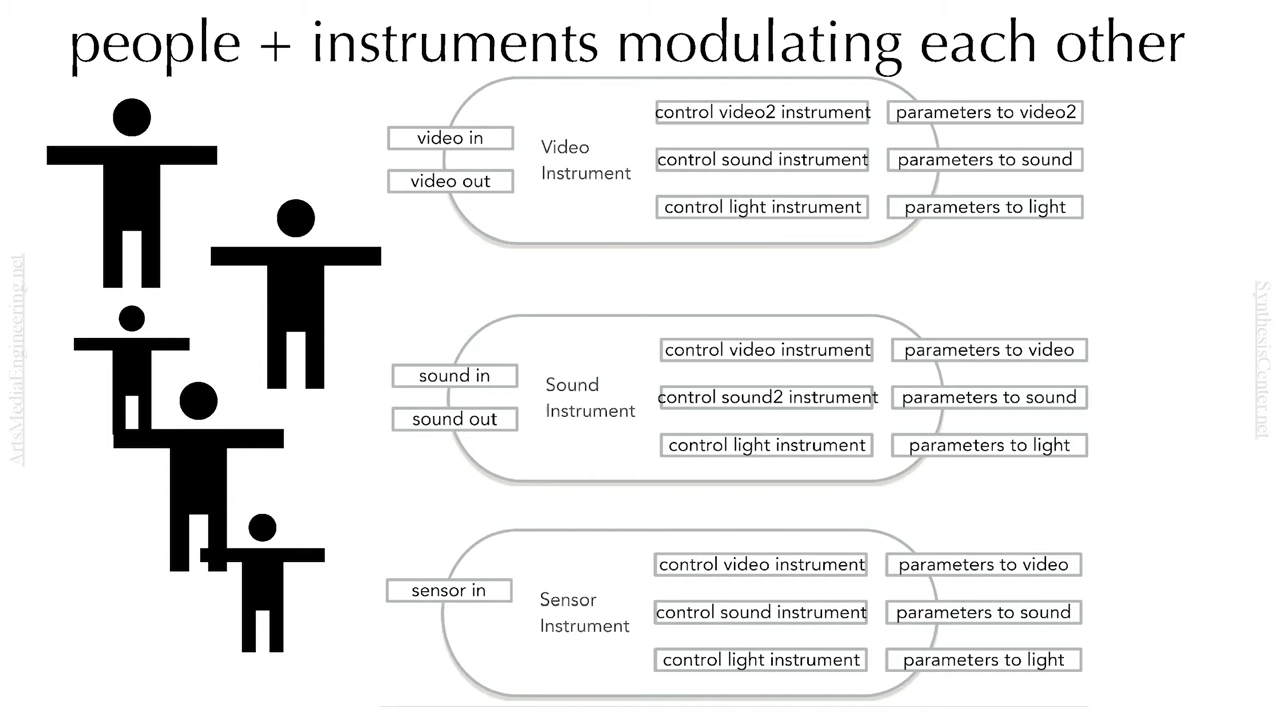 people + instruments modulating each other
video in
video out
Video
Instrument
control video2 instrument
parameters to video2
control sound instrument
parameters to sound
control light instrument
parameters to light
sound in
sound out
Sound
Instrument
control video instrument
parameters to video
control sound2 instrument
parameters to sound
control light instrument
parameters to light
sensor in
Sensor
Instrument
control video instrument
parameters to video
control sound instrument
parameters to sound
control light instrument
parameters to light
ArtsMediaEngineering.net
SynthesisCenter.net